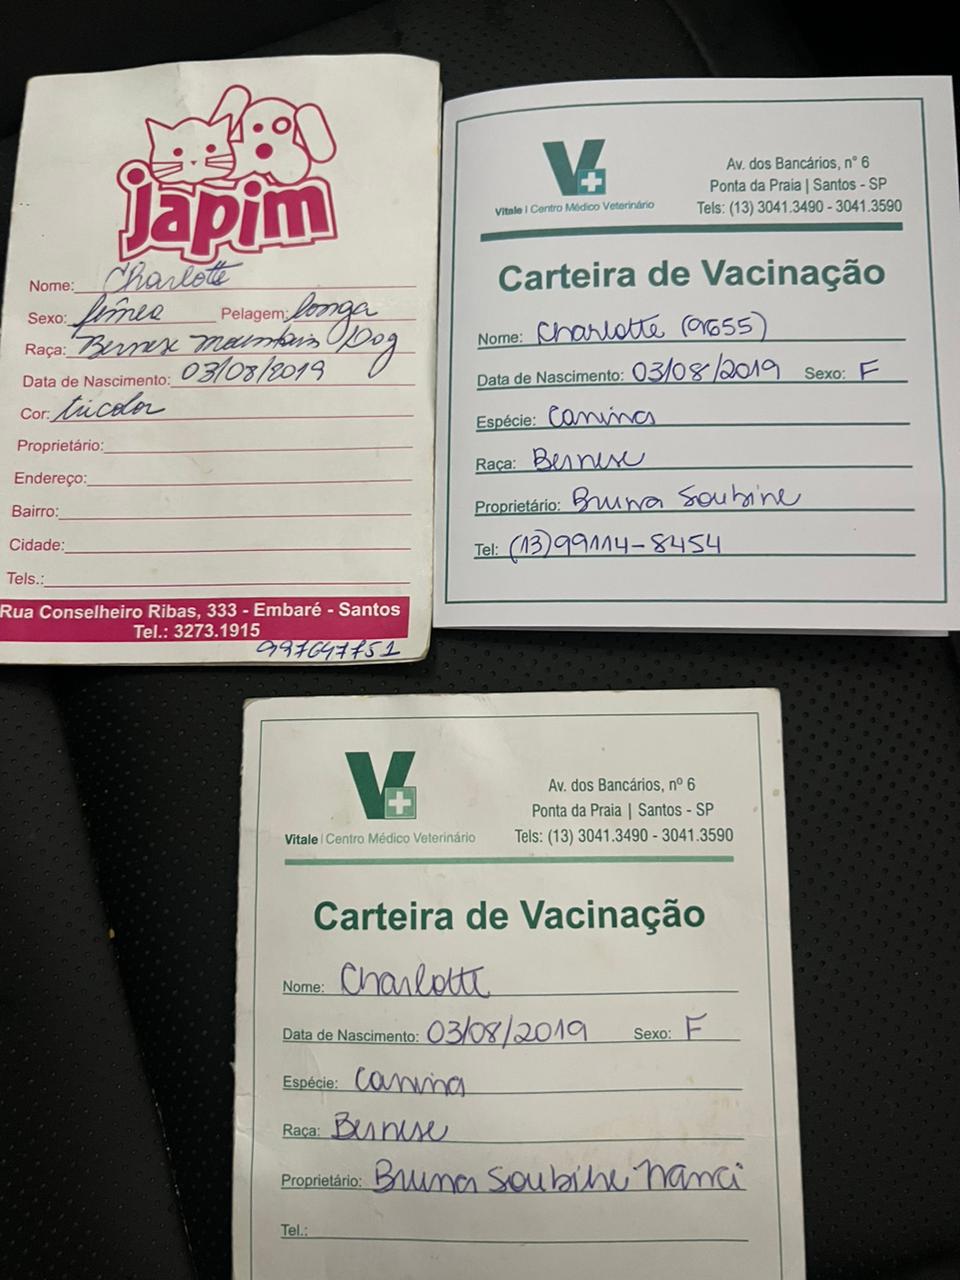 japim
Nome: Charlotte
Sexo: fêmea Pelagem: longa
Raça: Bernese mountain Dog
Data de Nascimento: 03/08/2019
Cor: tricolor
Proprietário:
Endereço:
Bairro:
Cidade:
Tels.:
Rua Conselheiro Ribas, 333 - Embaré - Santos
Tel.: 3273.1915
997647751
V
Vitale | Centro Médico Veterinário
Av. dos Bancários, n° 6
Ponta da Praia | Santos - SP
Tels: (13) 3041.3490 - 3041.3590
Carteira de Vacinação
Nome: Charlotte (9655)
Data de Nascimento: 03/08/2019 Sexo: F
Espécie: Canina
Raça: Bernese
Proprietário: Bruna Soubihe
Tel: (13)99114-8454
V
Vitale | Centro Médico Veterinário
Av. dos Bancários, nº 6
Ponta da Praia | Santos - SP
Tels: (13) 3041.3490 - 3041.3590
Carteira de Vacinação
Nome: Charlotte
Data de Nascimento: 03/08/2019 Sexo: F
Espécie: Canina
Raça: Bernese
Proprietário: Bruna Soubihe Nanci
Tel.: